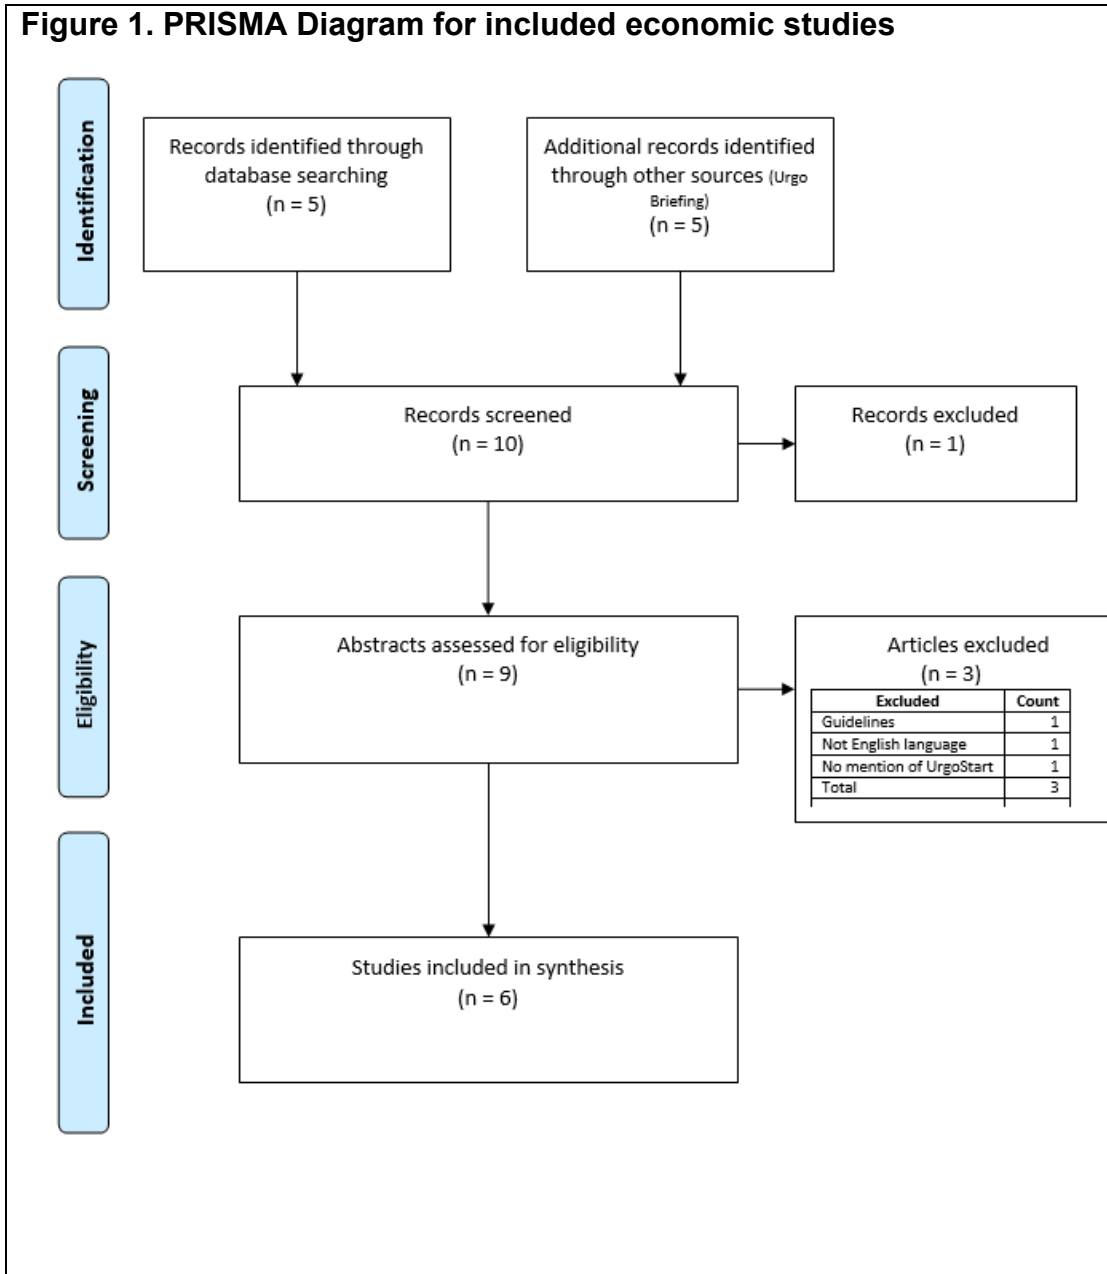 Figure 1. PRISMA Diagram for included economic studies
Identification
Records identified through
database searching
(n = 5)
Additional records identified
through other sources (Urgo
Briefing)
(n = 5)
Screening
Records screened
(n = 10)
Records excluded
(n = 1)
Eligibility
Abstracts assessed for eligibility
(n = 9)
Articles excluded
(n = 3)
Excluded Count
Guidelines 1
Not English language 1
No mention of UrgoStart 1
Total 3
Included
Studies included in synthesis
(n = 6)